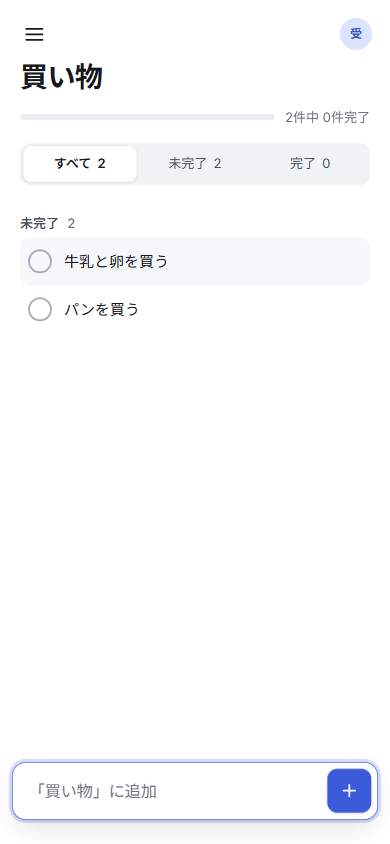 受
買い物
2件中 0件完了
すべて 2
未完了 2
完了 0
未完了 2
牛乳と卵を買う
パンを買う
「買い物」に追加